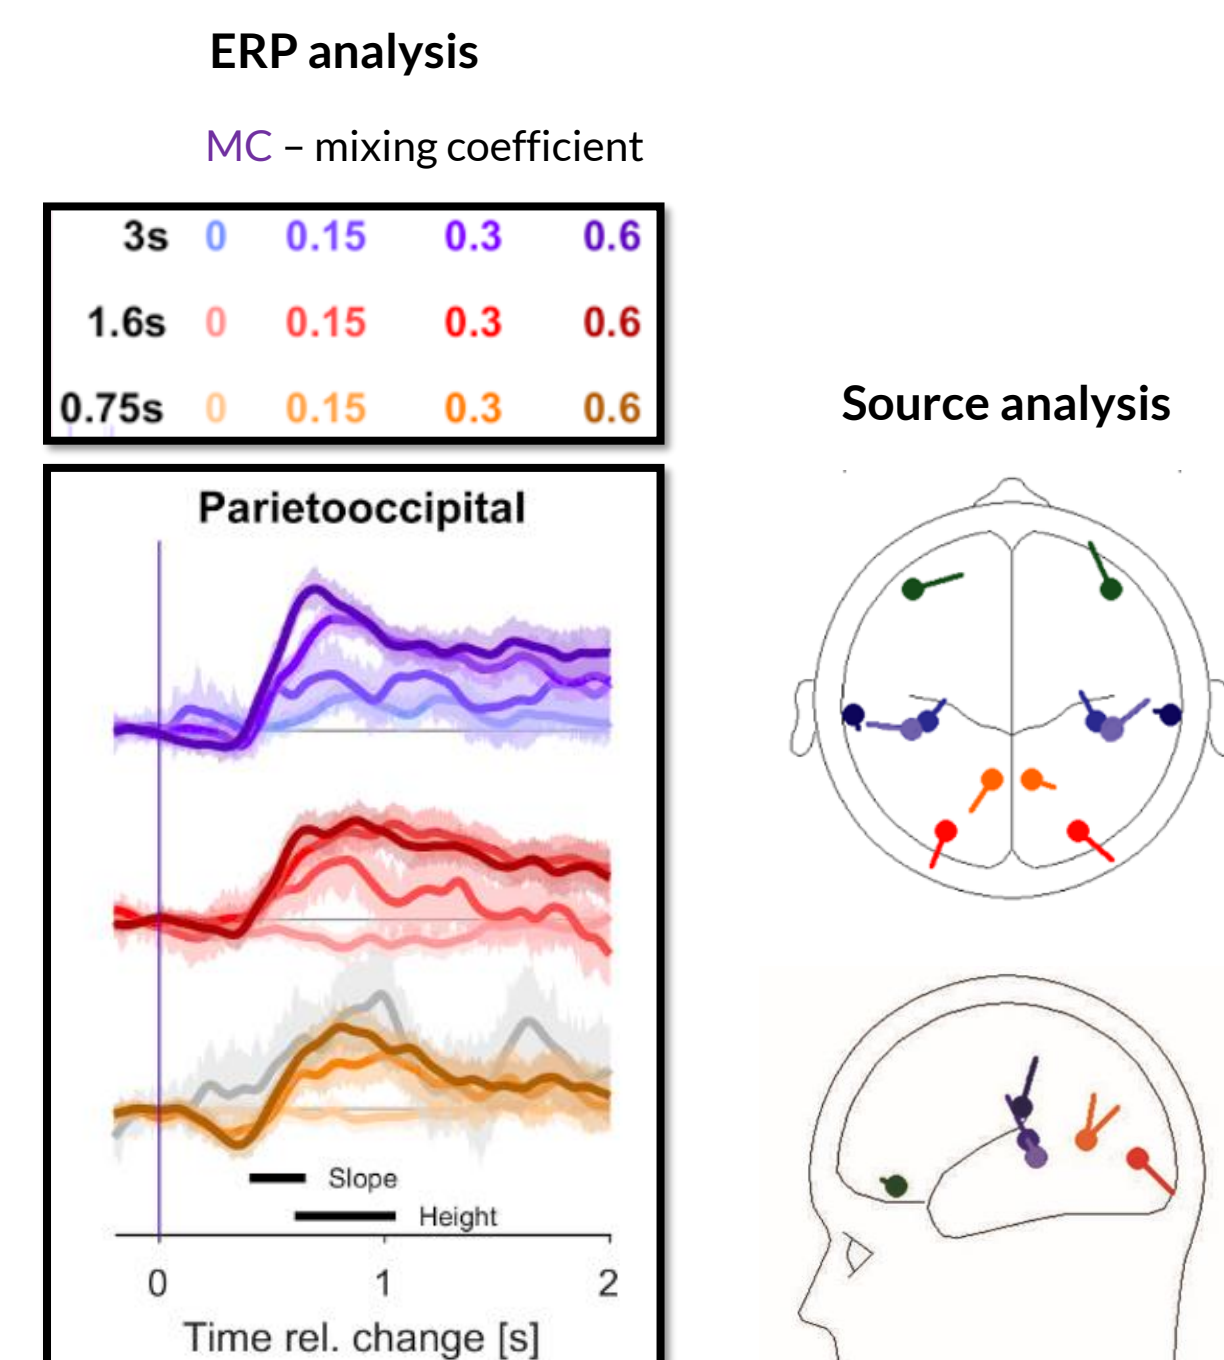 ERP analysis
MC – mixing coefficient
3s 0 0.15 0.3 0.6
1.6s 0 0.15 0.3 0.6
0.75s 0 0.15 0.3 0.6
Parietooccipital
Slope
Height
0 1 2
Time rel. change [s]
Source analysis